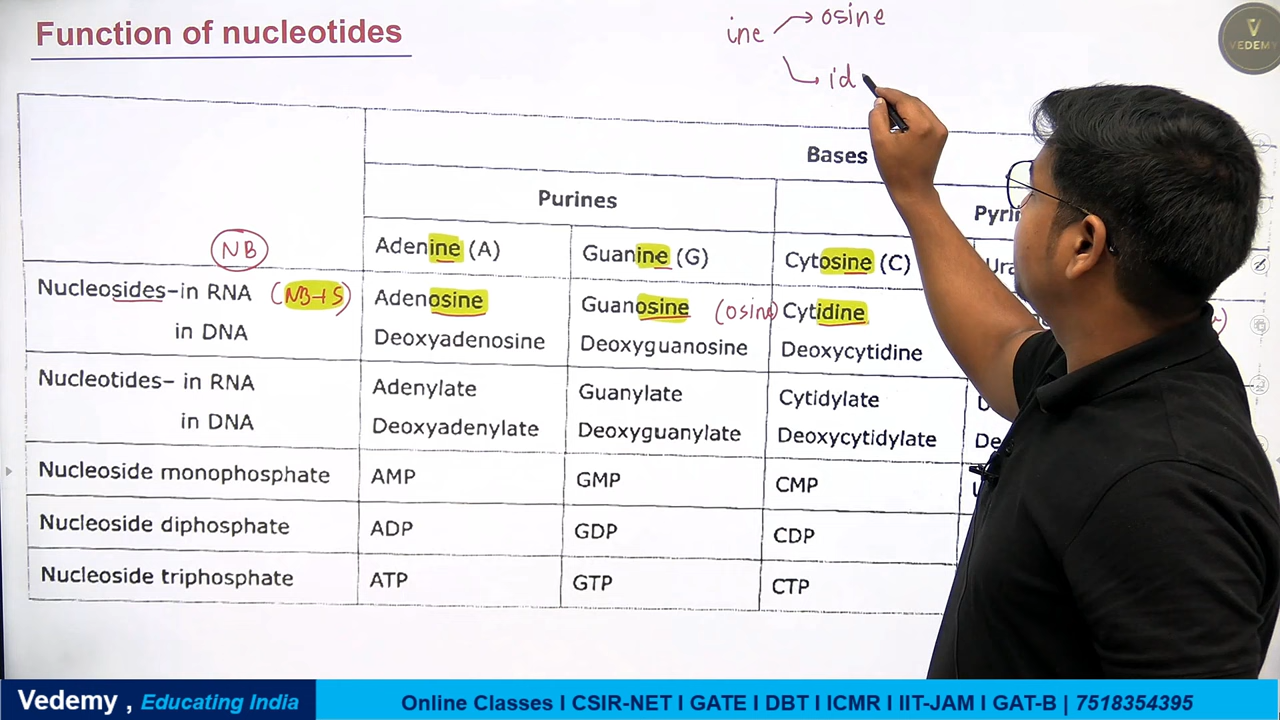 Function of nucleotides
ine → osine
→ id
VEDEMY
Bases
Purines
NB
Adenine (A) Guanine (G) Cytosine (C)
Nucleosides-in RNA (NB+S) Adenosine Guanosine (osine) Cytidine
in DNA Deoxyadenosine Deoxyguanosine Deoxycytidine
Nucleotides- in RNA Adenylate Guanylate Cytidylate
in DNA Deoxyadenylate Deoxyguanylate Deoxycytidylate
Nucleoside monophosphate AMP GMP CMP
Nucleoside diphosphate ADP GDP CDP
Nucleoside triphosphate ATP GTP CTP
Vedemy , Educating India
Online Classes I CSIR-NET I GATE I DBT I ICMR I IIT-JAM I GAT-B | 7518354395